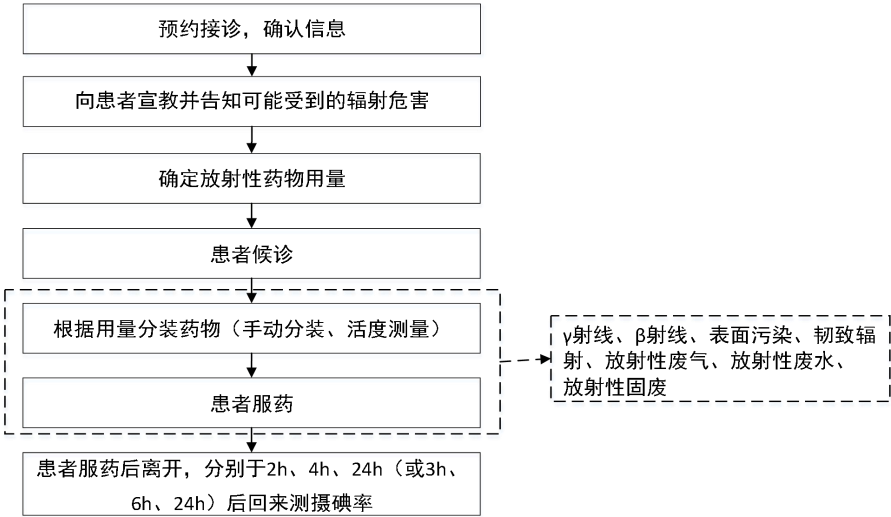 预约接诊，确认信息
向患者宣教并告知可能受到的辐射危害
确定放射性药物用量
患者候诊
根据用量分装药物（手动分装、活度测量）
γ射线、β射线、表面污染、韧致辐
射、放射性废气、放射性废水、
放射性固废
患者服药
患者服药后离开，分别于2h、4h、24h（或3h、
6h、24h）后回来测摄碘率